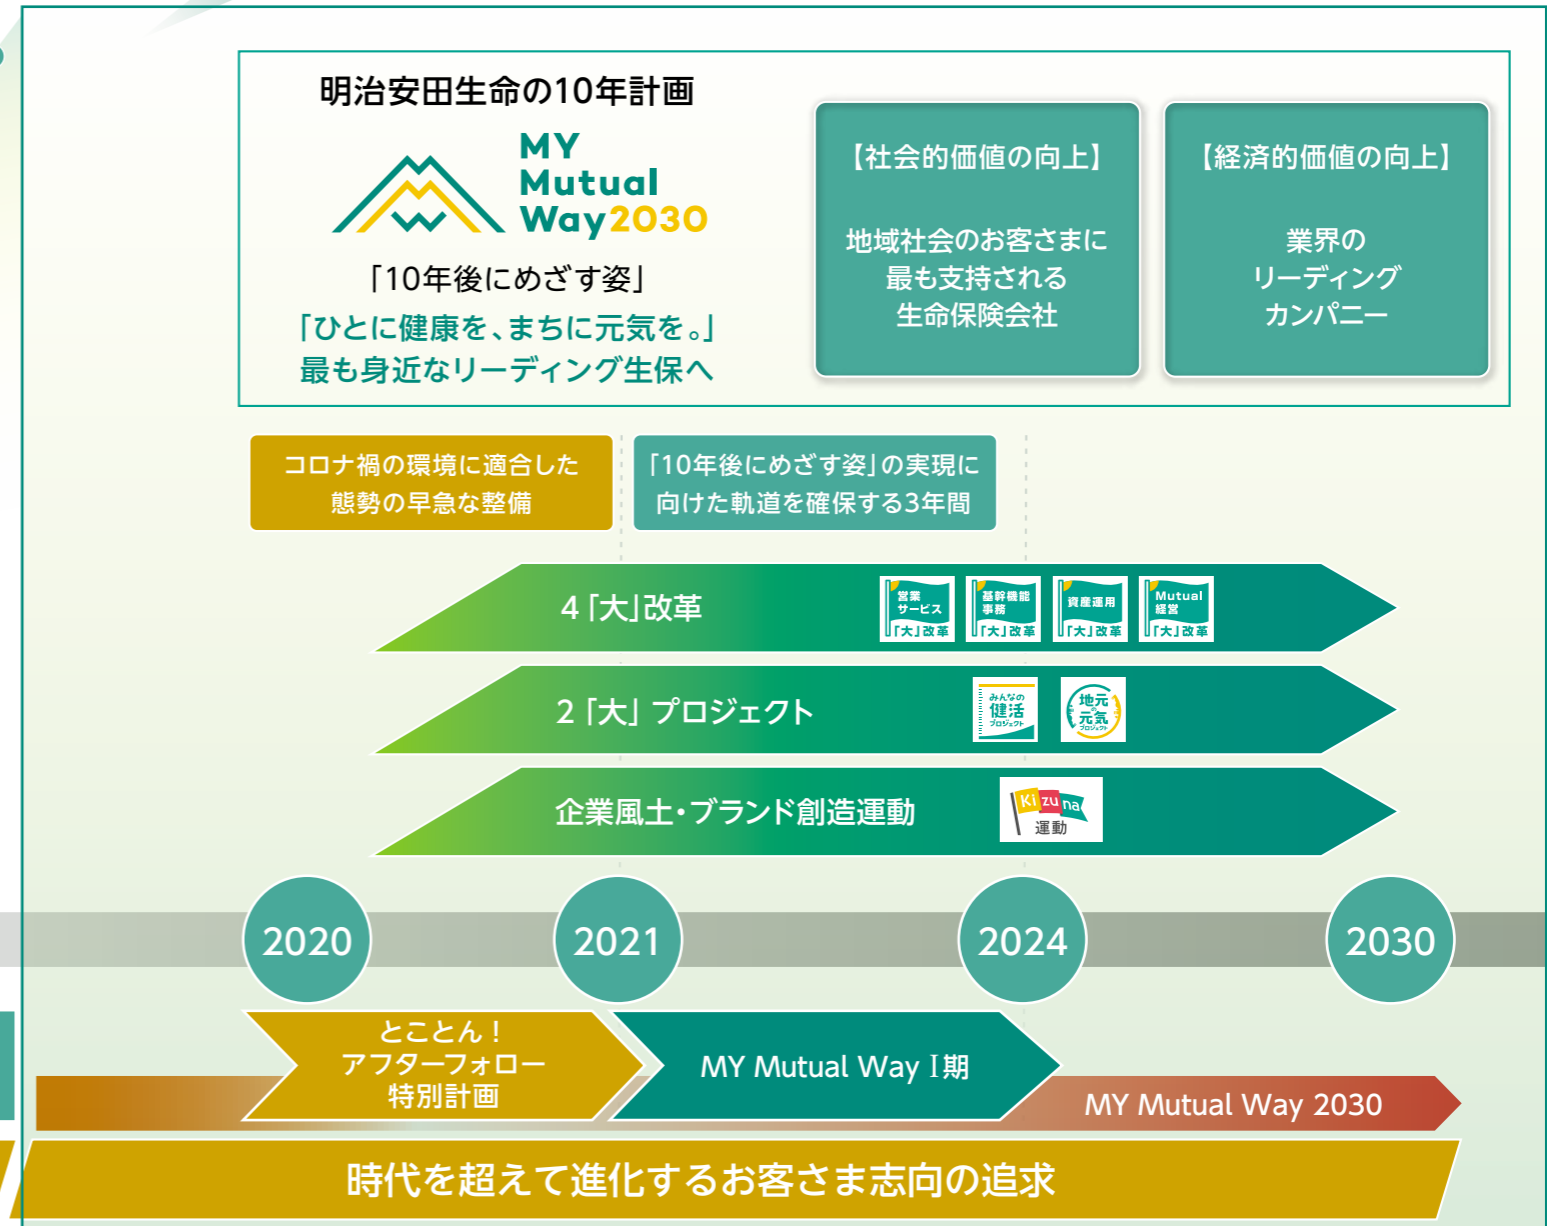 明治安田生命の10年計画
MY
Mutual
Way2030
「10年後にめざす姿」
「ひとに健康を、まちに元気を。」
最も身近なリーディング生保へ
【社会的価値の向上】
地域社会のお客さまに
最も支持される
生命保険会社
【経済的価値の向上】
業界の
リーディング
カンパニー
コロナ禍の環境に適合した
態勢の早急な整備
「10年後にめざす姿」の実現に
向けた軌道を確保する3年間
4「大」改革
営業
サービス
「大」改革
基幹機能
事務
「大」改革
資産運用
「大」改革
Mutual
経営
「大」改革
2「大」プロジェクト
みんなの
健活
プロジェクト
地元
の
元気
プロジェクト
企業風土・ブランド創造運動
Kizuna
運動
2020
2021
2024
2030
とことん！
アフターフォロー
特別計画
MY Mutual Way Ⅰ期
MY Mutual Way 2030
時代を超えて進化するお客さま志向の追求